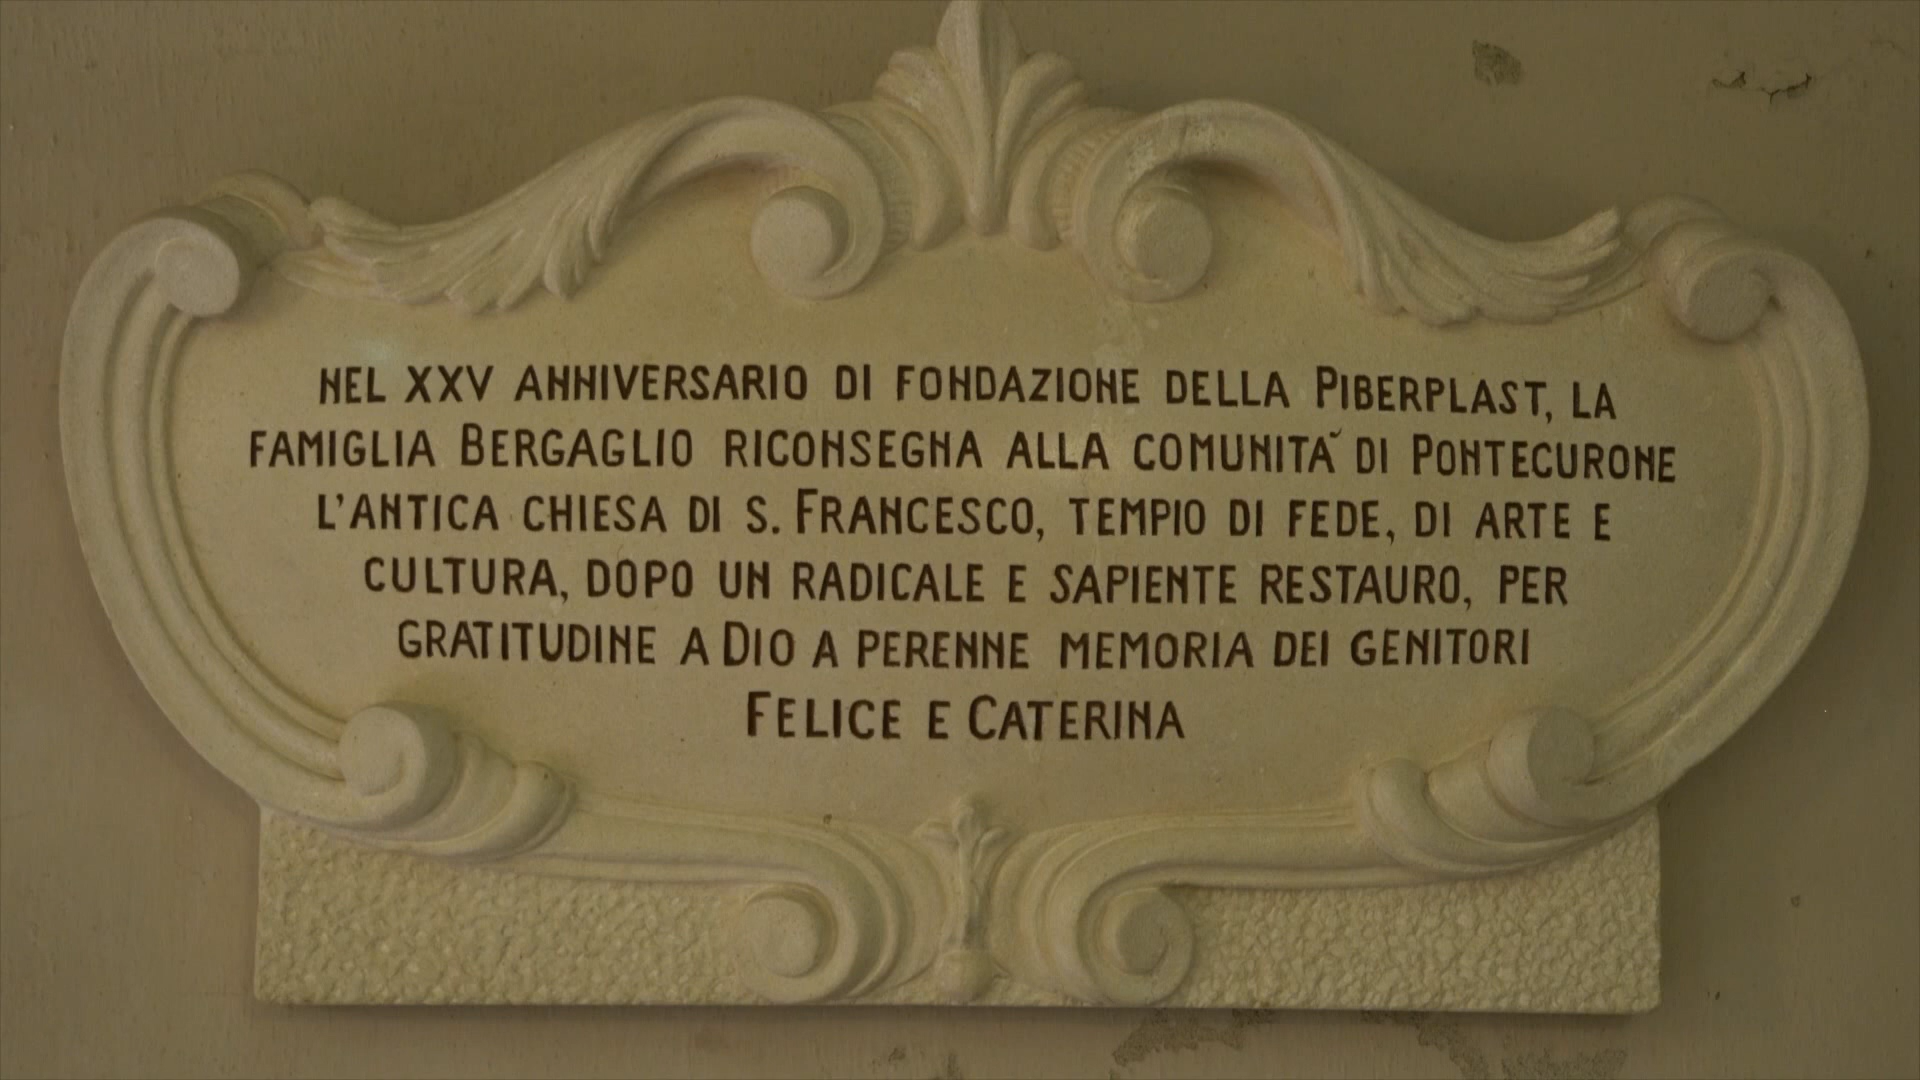 NEL XXV ANNIVERSARIO DI FONDAZIONE DELLA PIBERPLAST, LA
FAMIGLIA BERGAGLIO RICONSEGNA ALLA COMUNITÀ DI PONTECURONE
L'ANTICA CHIESA DI S. FRANCESCO, TEMPIO DI FEDE, DI ARTE E
CULTURA, DOPO UN RADICALE E SAPIENTE RESTAURO, PER
GRATITUDINE A DIO A PERENNE MEMORIA DEI GENITORI
FELICE E CATERINA